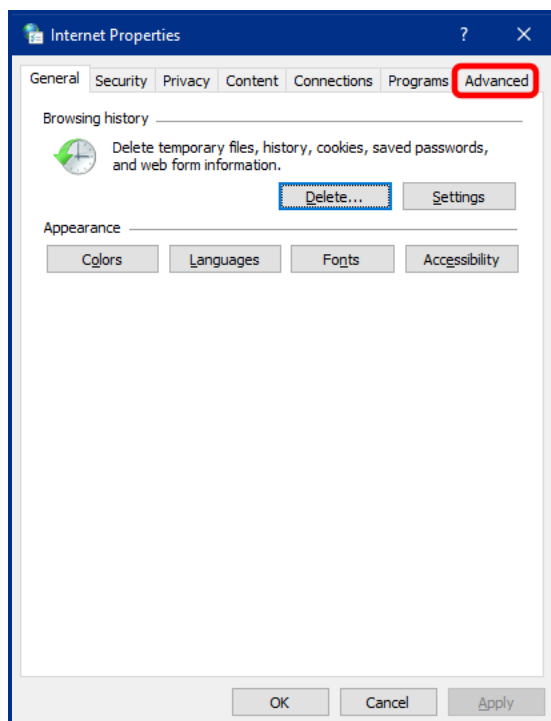 Internet Properties ?
General Security Privacy Content Connections Programs Advanced
Browsing history
Delete temporary files, history, cookies, saved passwords,
and web form information.
Delete... Settings
Appearance
Colors Languages Fonts Accessibility
OK Cancel Apply